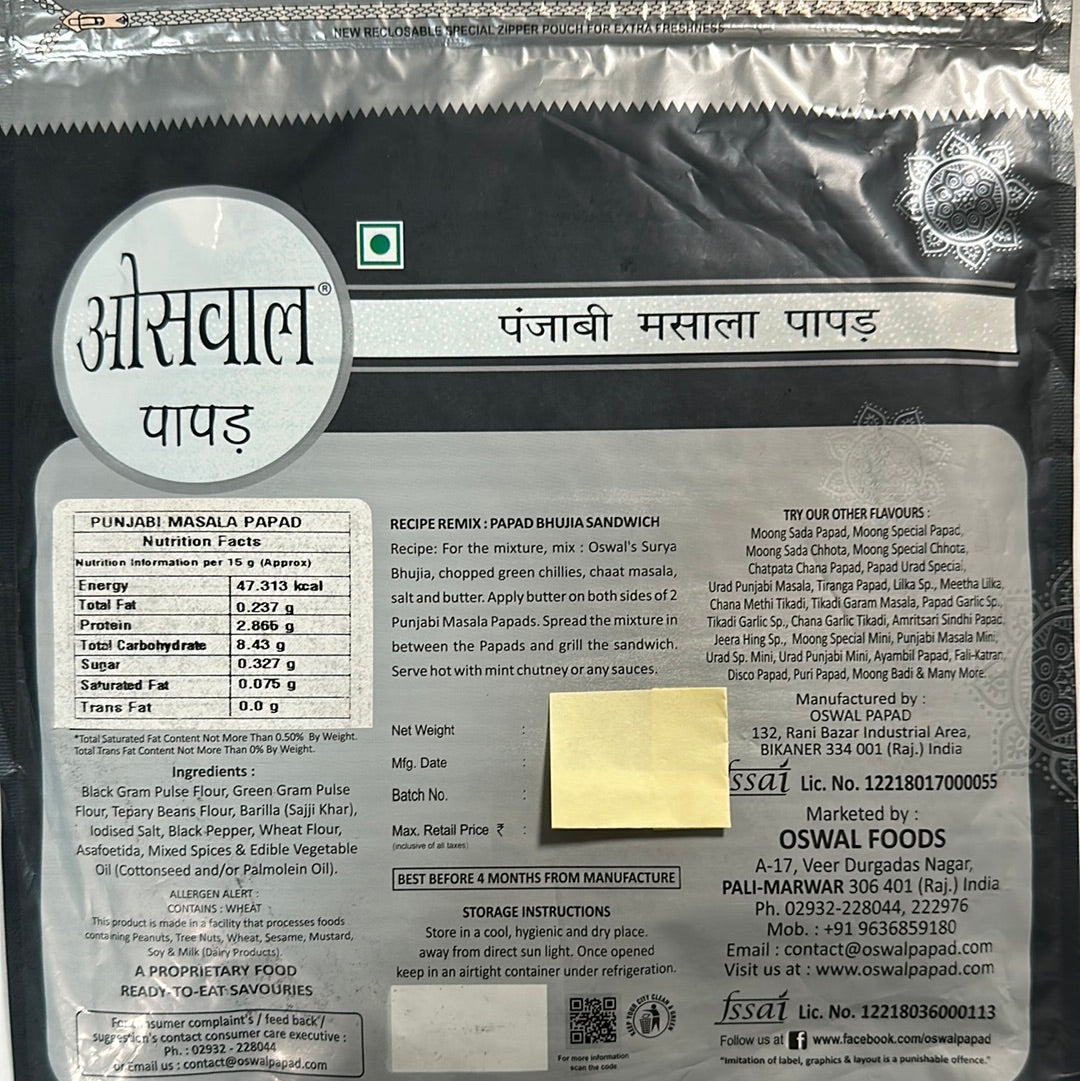 NEW RECLOSABLE SPECIAL ZIPPER POUCH FOR EXTRA FRESHNESS
ओसवाल®
पापड़
पंजाबी मसाला पापड़
PUNJABI MASALA PAPAD
Nutrition Facts
Nutrition Information per 15 g (Approx)
Energy 47.313 kcal
Total Fat 0.237 g
Protein 2.866 g
Total Carbohydrate 8.43 g
Sugar 0.327 g
Saturated Fat 0.075 g
Trans Fat 0.0 g
*Total Saturated Fat Content Not More Than 0.50% By Weight.
Total Trans Fat Content Not More Than 0% By Weight.
Ingredients :
Black Gram Pulse Flour, Green Gram Pulse
Flour, Tepary Beans Flour, Barilla (Sajji Khar),
Iodised Salt, Black Pepper, Wheat Flour,
Asafoetida, Mixed Spices & Edible Vegetable
Oil (Cottonseed and/or Palmolein Oil).
ALLERGEN ALERT :
CONTAINS : WHEAT
This product is made in a facility that processes foods
containing Peanuts, Tree Nuts, Wheat, Sesame, Mustard,
Soy & Milk (Dairy Products).
A PROPRIETARY FOOD
READY-TO-EAT SAVOURIES
For consumer complaint's / feed back /
suggestion's contact consumer care executive :
Ph. : 02932 - 228044
or Email us : contact@oswalpapad.com
RECIPE REMIX : PAPAD BHUJIA SANDWICH
Recipe: For the mixture, mix : Oswal's Surya
Bhujia, chopped green chillies, chaat masala,
salt and butter. Apply butter on both sides of 2
Punjabi Masala Papads. Spread the mixture in
between the Papads and grill the sandwich.
Serve hot with mint chutney or any sauces.
Net Weight :
Mfg. Date :
Batch No. :
Max. Retail Price ₹ :
(inclusive of all taxes)
BEST BEFORE 4 MONTHS FROM MANUFACTURE
STORAGE INSTRUCTIONS
Store in a cool, hygienic and dry place.
away from direct sun light. Once opened
keep in an airtight container under refrigeration.
For more information
scan the code
KEEP YOUR CITY CLEAN & GREEN
TRY OUR OTHER FLAVOURS :
Moong Sada Papad, Moong Special Papad,
Moong Sada Chhota, Moong Special Chhota,
Chatpata Chana Papad, Papad Urad Special,
Urad Punjabi Masala, Tiranga Papad, Lilka Sp., Meetha Lilka,
Chana Methi Tikadi, Tikadi Garam Masala, Papad Garlic Sp.,
Tikadi Garlic Sp., Chana Garlic Tikadi, Amritsari Sindhi Papad,
Jeera Hing Sp., Moong Special Mini, Punjabi Masala Mini,
Urad Sp. Mini, Urad Punjabi Mini, Ayambil Papad, Fali-Katran,
Disco Papad, Puri Papad, Moong Badi & Many More.
Manufactured by :
OSWAL PAPAD
132, Rani Bazar Industrial Area,
BIKANER 334 001 (Raj.) India
fssai Lic. No. 12218017000055
Marketed by :
OSWAL FOODS
A-17, Veer Durgadas Nagar,
PALI-MARWAR 306 401 (Raj.) India
Ph. 02932-228044, 222976
Mob. : +91 9636859180
Email : contact@oswalpapad.com
Visit us at : www.oswalpapad.com
fssai Lic. No. 12218036000113
Follow us at f www.facebook.com/oswalpapad
"Imitation of label, graphics & layout is a punishable offence."